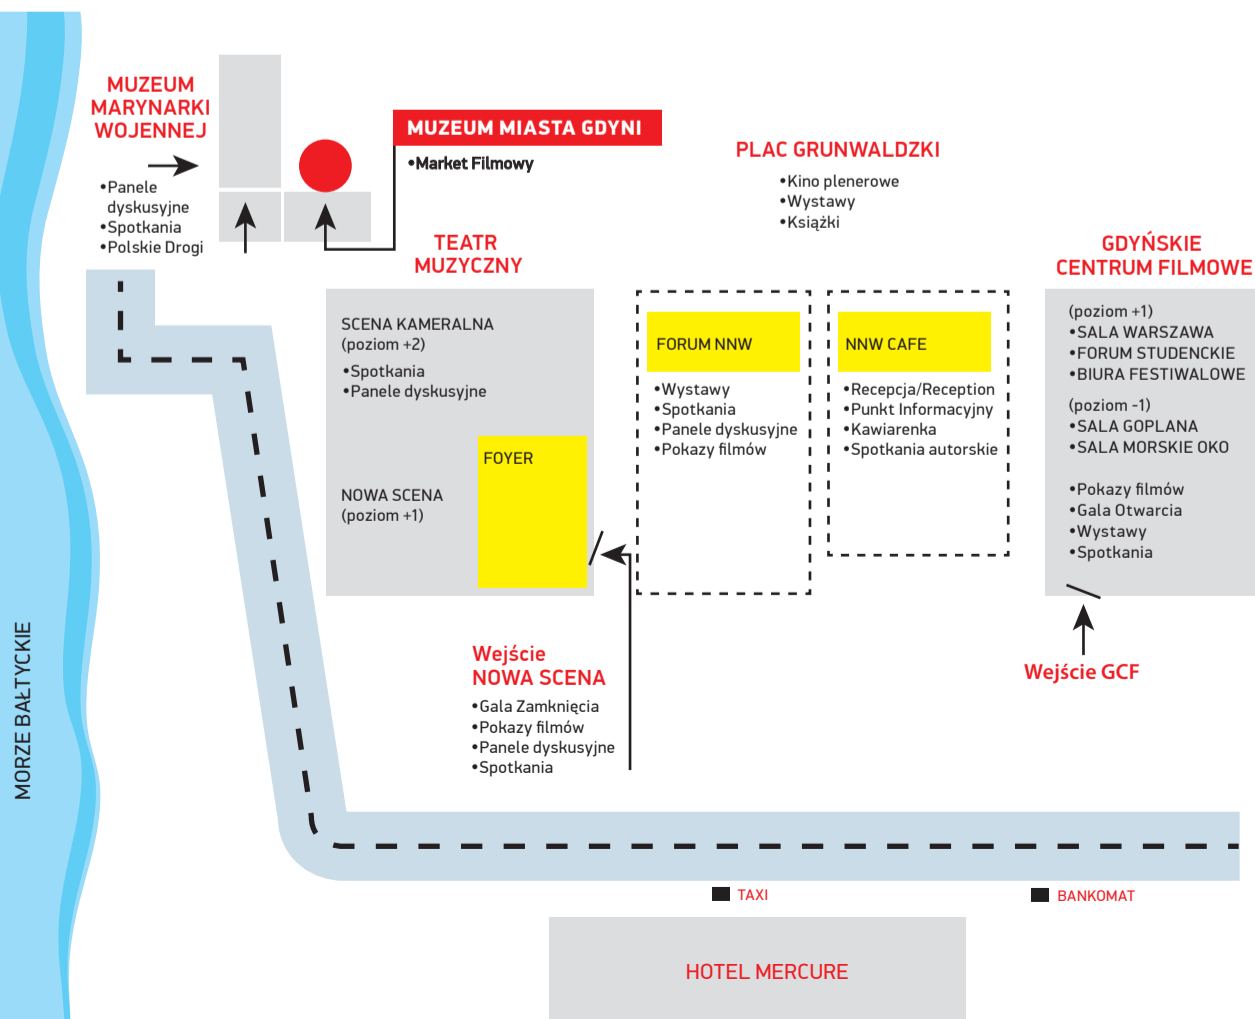 MUZEUM
MARYNARKI
WOJENNEJ
•Panele
dyskusyjne
•Spotkania
•Polskie Drogi
MUZEUM MIASTA GDYNI
•Market Filmowy
PLAC GRUNWALDZKI
•Kino plenerowe
•Wystawy
•Książki
TEATR
MUZYCZNY
SCENA KAMERALNA
(poziom +2)
•Spotkania
•Panele dyskusyjne
FOYER
NOWA SCENA
(poziom +1)
FORUM NNW
•Wystawy
•Spotkania
•Panele dyskusyjne
•Pokazy filmów
NNW CAFE
•Recepcja/Reception
•Punkt Informacyjny
•Kawiarenka
•Spotkania autorskie
GDYŃSKIE
CENTRUM FILMOWE
(poziom +1)
•SALA WARSZAWA
•FORUM STUDENCKIE
•BIURA FESTIWALOWE
(poziom -1)
•SALA GOPLANA
•SALA MORSKIE OKO
•Pokazy filmów
•Gala Otwarcia
•Wystawy
•Spotkania
Wejście GCF
Wejście
NOWA SCENA
•Gala Zamknięcia
•Pokazy filmów
•Panele dyskusyjne
•Spotkania
MORZE BAŁTYCKIE
TAXI
BANKOMAT
HOTEL MERCURE